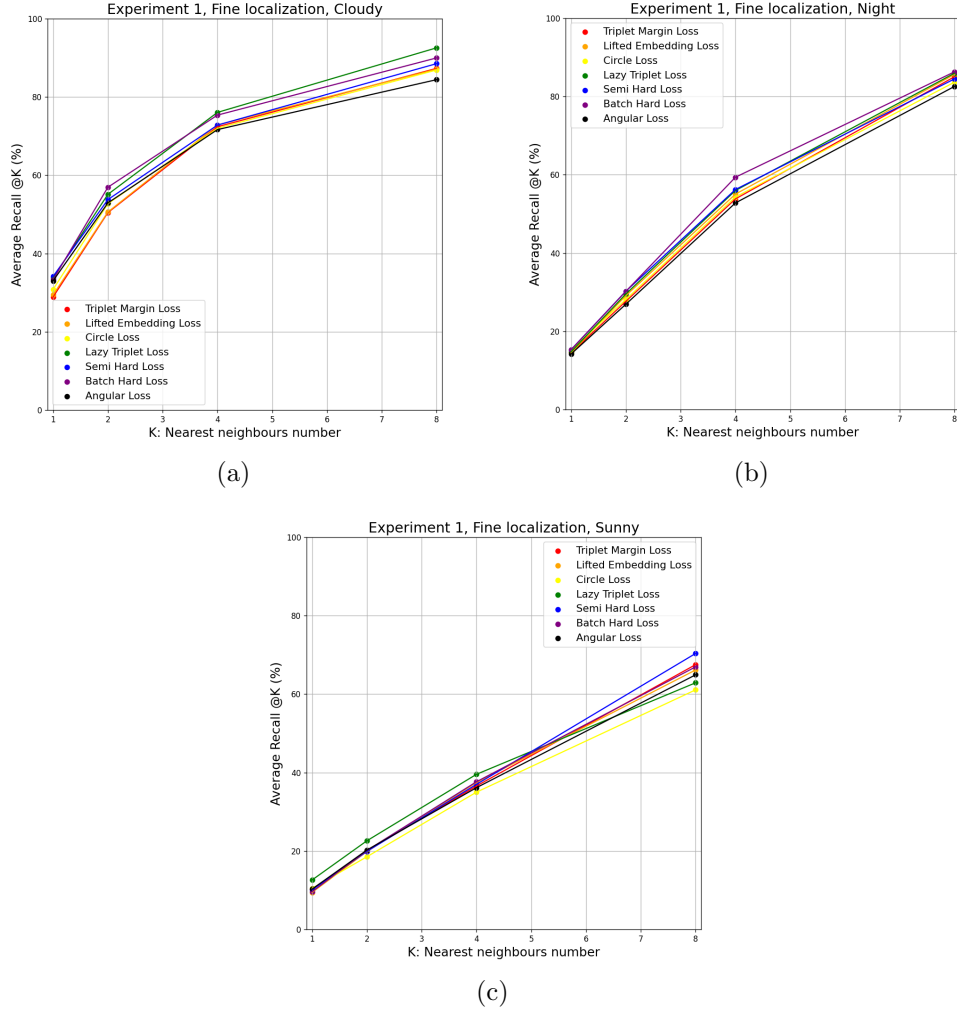 Experiment 1, Fine localization, Cloudy
Average Recall @K (%)
100
80
60
40
20
0
Triplet Margin Loss
Lifted Embedding Loss
Circle Loss
Lazy Triplet Loss
Semi Hard Loss
Batch Hard Loss
Angular Loss
1 2 3 4 5 6 7 8
K: Nearest neighbours number
(a)
Experiment 1, Fine localization, Night
Average Recall @K (%)
100
80
60
40
20
0
Triplet Margin Loss
Lifted Embedding Loss
Circle Loss
Lazy Triplet Loss
Semi Hard Loss
Batch Hard Loss
Angular Loss
1 2 3 4 5 6 7 8
K: Nearest neighbours number
(b)
Experiment 1, Fine localization, Sunny
Average Recall @K (%)
100
80
60
40
20
0
Triplet Margin Loss
Lifted Embedding Loss
Circle Loss
Lazy Triplet Loss
Semi Hard Loss
Batch Hard Loss
Angular Loss
1 2 3 4 5 6 7 8
K: Nearest neighbours number
(c)